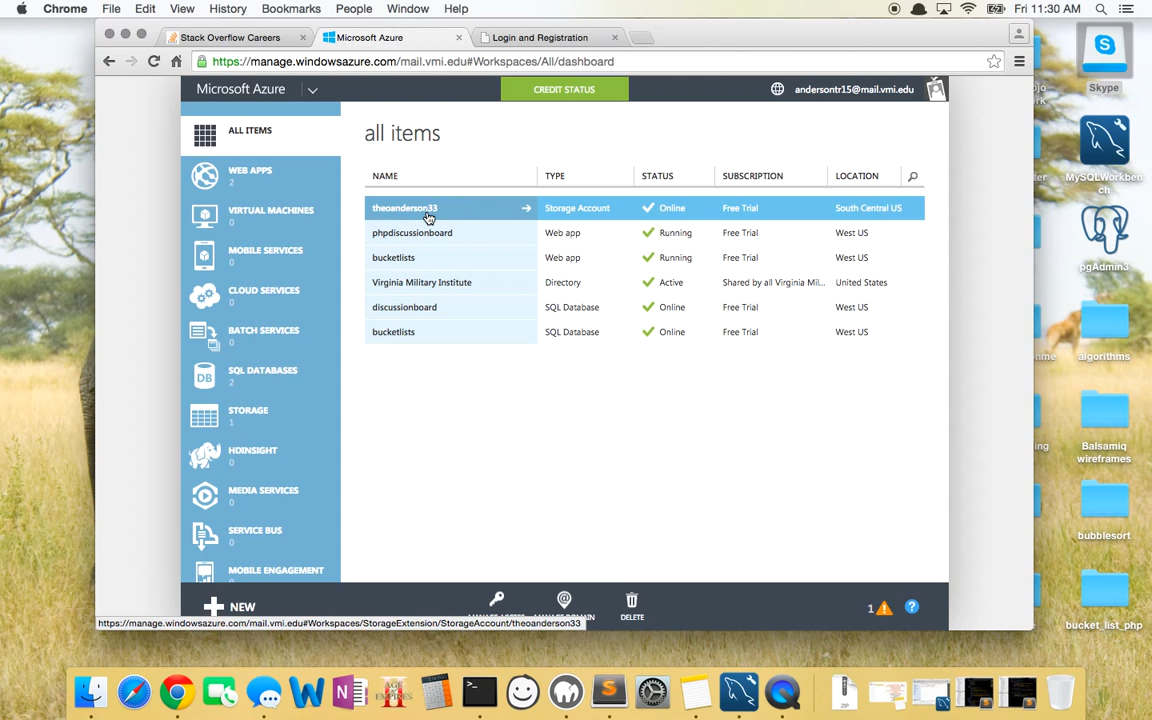 Chrome File Edit View History Bookmarks People Window Help Fri 11:30 AM
Stack Overflow Careers Microsoft Azure Login and Registration
https://manage.windowsazure.com/mail.vmi.edu#Workspaces/All/dashboard
Microsoft Azure CREDIT STATUS andersontr15@mail.vmi.edu
ALL ITEMS
WEB APPS
2
VIRTUAL MACHINES
0
MOBILE SERVICES
0
CLOUD SERVICES
0
BATCH SERVICES
0
SQL DATABASES
2
DB
STORAGE
1
HDINSIGHT
0
MEDIA SERVICES
0
SERVICE BUS
0
MOBILE ENGAGEMENT
all items
NAME TYPE STATUS SUBSCRIPTION LOCATION
theoanderson33 Storage Account Online Free Trial South Central US
phpdiscussionboard Web app Running Free Trial West US
bucketlists Web app Running Free Trial West US
Virginia Military Institute Directory Active Shared by all Virginia Mil... United States
discussionboard SQL Database Online Free Trial West US
bucketlists SQL Database Online Free Trial West US
NEW DELETE 1 ?
https://manage.windowsazure.com/mail.vmi.edu#Workspaces/StorageExtension/StorageAccount/theoanderson33
Skype
MySQLWorkben
ch
pgAdmin3
algorithms
Balsamiq
wireframes
bubblesort
bucket_list_php
ZIP